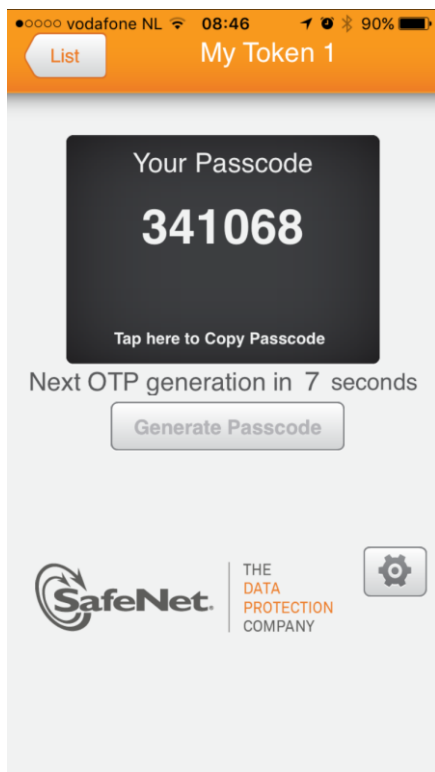 vodafone NL 08:46 90%
List
My Token 1
Your Passcode
341068
Tap here to Copy Passcode
Next OTP generation in 7 seconds
Generate Passcode
SafeNet.
THE
DATA
PROTECTION
COMPANY